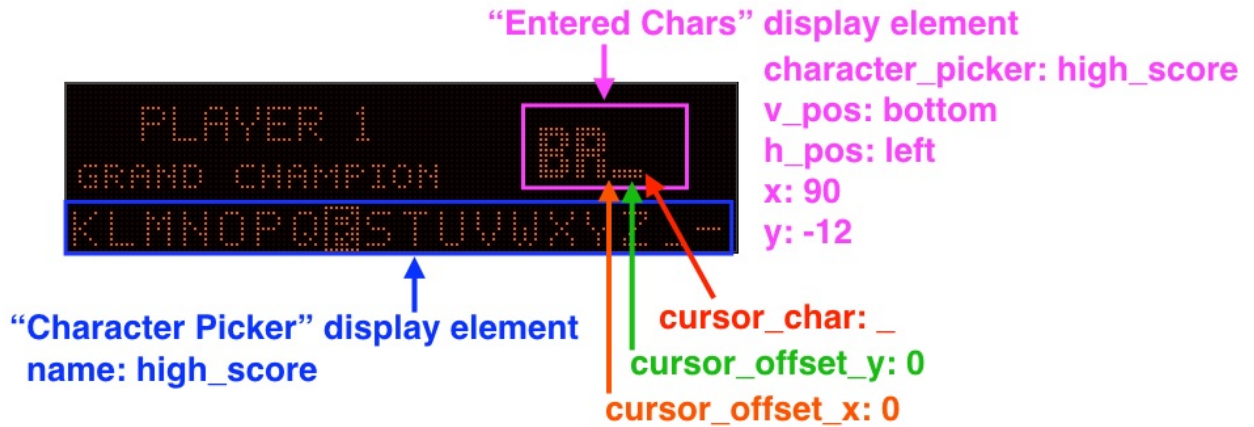 “Entered Chars” display element
character_picker: high_score
v_pos: bottom
h_pos: left
x: 90
y: -12
PLAYER 1
BA_
GRAND CHAMPION
KLMNOPQRSTUVWXYZ_-
“Character Picker” display element
name: high_score
cursor_char: _
cursor_offset_y: 0
cursor_offset_x: 0